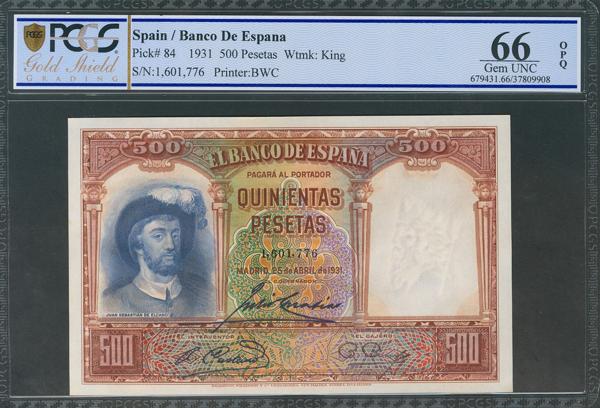 PCGS
Gold Shield
GRADING
Spain / Banco De Espana
Pick# 84 1931 500 Pesetas Wtmk: King
S/N:1,601,776 Printer:BWC
66
Gem UNC
OPQ
679431.66/37809908
500
EL BANCO DE ESPAÑA
500
PAGARÁ AL PORTADOR
QUINIENTAS
PESETAS
1,601,776
MADRID, 25 de ABRIL de 1931.
GOBERNADOR
JUAN SEBASTIÁN DE ELCANO
EL INTERVENTOR
EL CAJERO
500
500